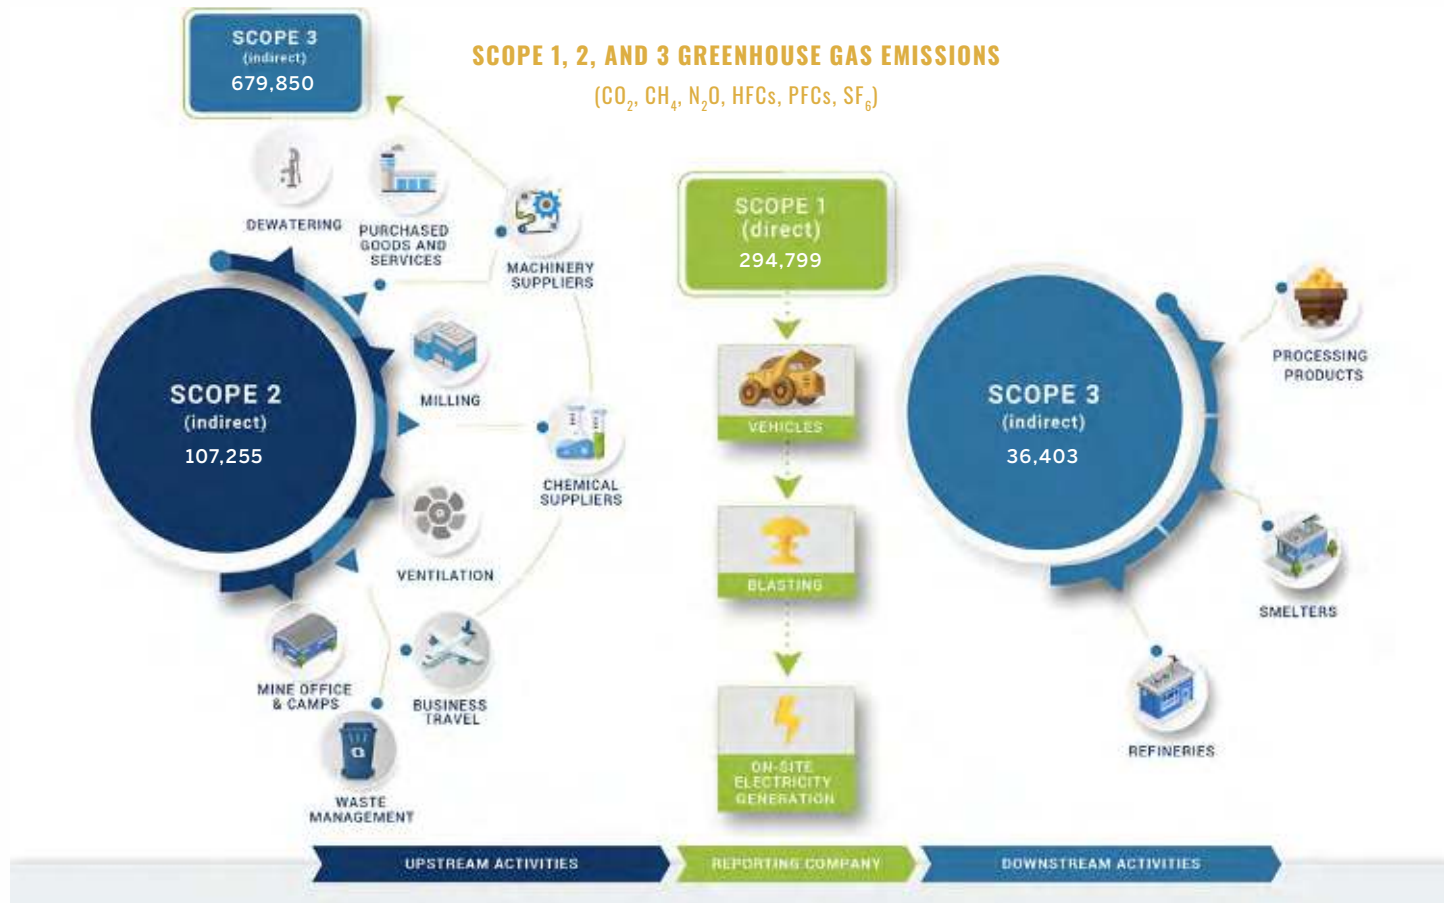 SCOPE 3
(indirect)
679,850
SCOPE 1, 2, AND 3 GREENHOUSE GAS EMISSIONS
(CO₂, CH₄, N₂O, HFCs, PFCs, SF₆)
DEWATERING
PURCHASED
GOODS AND
SERVICES
MACHINERY
SUPPLIERS
SCOPE 2
(indirect)
107,255
MILLING
CHEMICAL
SUPPLIERS
VENTILATION
MINE OFFICE
& CAMPS
BUSINESS
TRAVEL
WASTE
MANAGEMENT
SCOPE 1
(direct)
294,799
VEHICLES
BLASTING
ON-SITE
ELECTRICITY
GENERATION
SCOPE 3
(indirect)
36,403
PROCESSING
PRODUCTS
SMELTERS
REFINERIES
UPSTREAM ACTIVITIES
REPORTING COMPANY
DOWNSTREAM ACTIVITIES